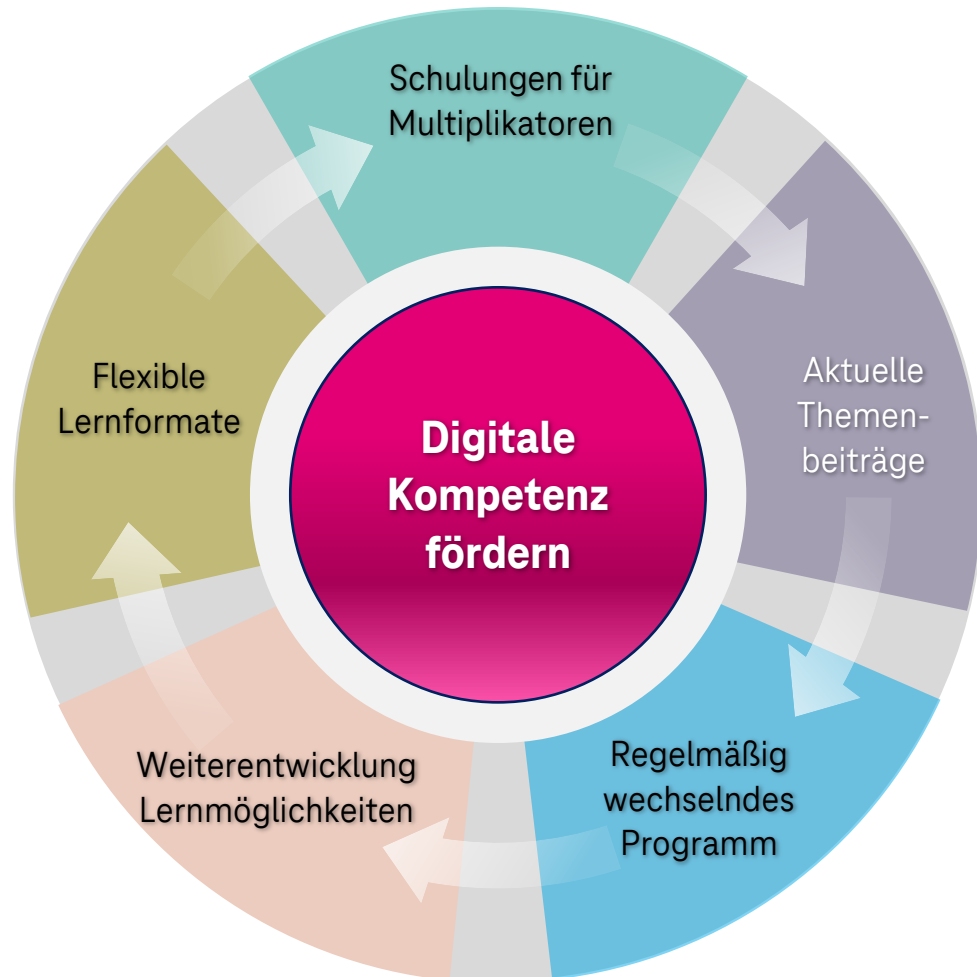 Schulungen für
Multiplikatoren
Aktuelle
Themen-
beiträge
Regelmäßig
wechselndes
Programm
Weiterentwicklung
Lernmöglichkeiten
Flexible
Lernformate
Digitale
Kompetenz
fördern